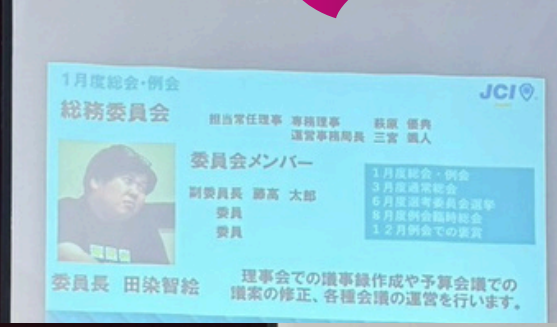 1月度総会・例会
JCI
総務委員会
担当常任理事 専務理事 萩原 優典
運営事務局長 三宮 颯人
委員会メンバー
副委員長 藤高 太郎
委員
委員
1月度総会・例会
3月度通常総会
6月度選考委員会選挙
8月度例会臨時総会
12月例会での褒賞
委員長 田染智絵
理事会での議事録作成や予算会議での
議案の修正、各種会議の運営を行います。